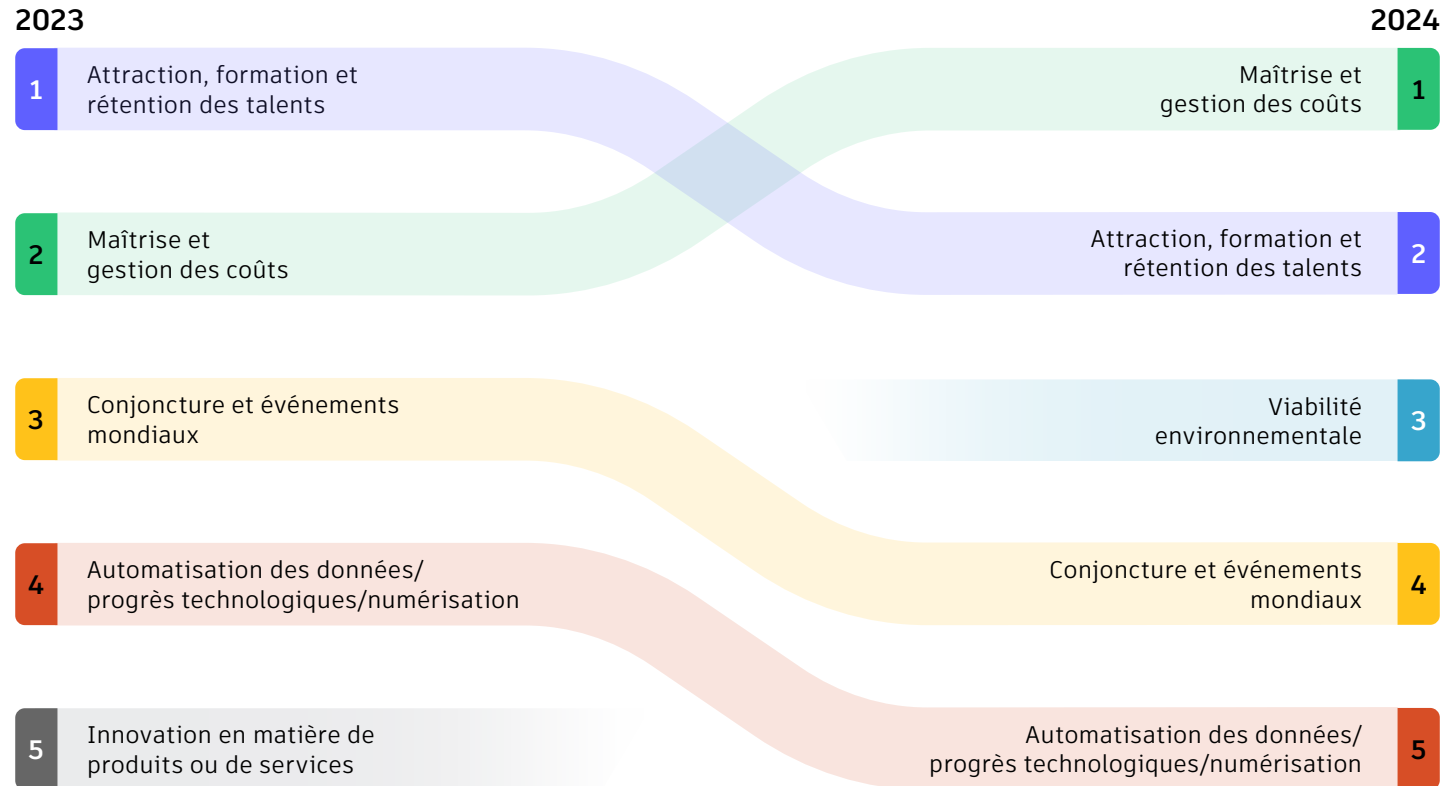 2023
2024
1
Attraction, formation et
rétention des talents
Maîtrise et
gestion des coûts
1
2
Maîtrise et
gestion des coûts
Attraction, formation et
rétention des talents
2
3
Conjoncture et événements
mondiaux
Viabilité
environnementale
3
4
Automatisation des données/
progrès technologiques/numérisation
Conjoncture et événements
mondiaux
4
5
Innovation en matière de
produits ou de services
Automatisation des données/
progrès technologiques/numérisation
5